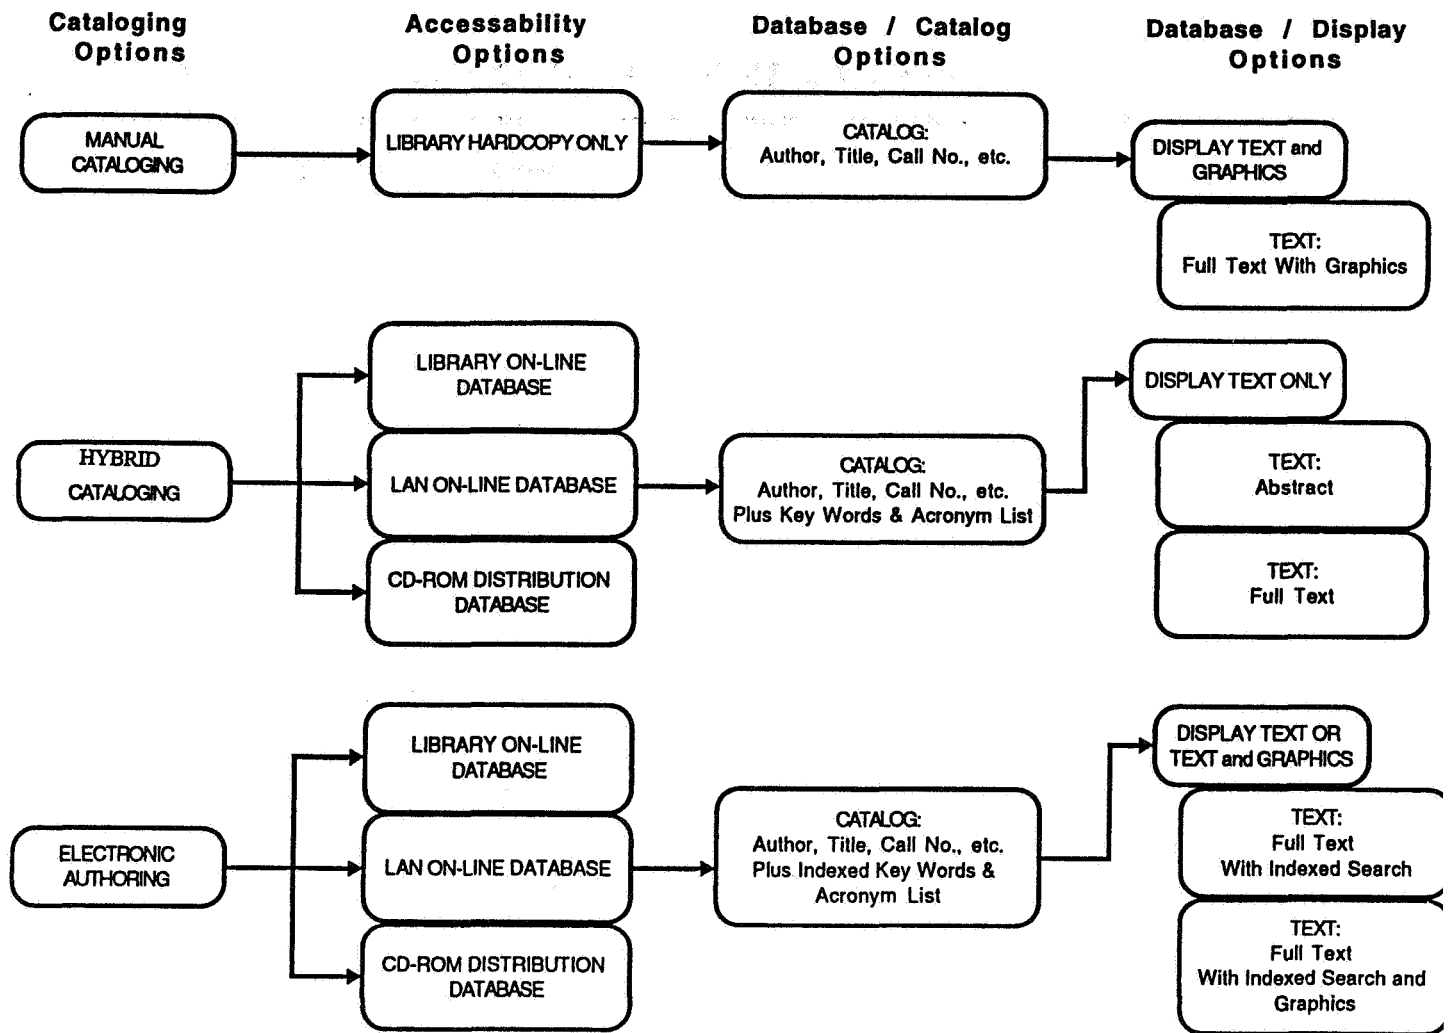 Cataloging
Options
Accessability
Options
Database / Catalog
Options
Database / Display
Options
MANUAL
CATALOGING
LIBRARY HARDCOPY ONLY
CATALOG:
Author, Title, Call No., etc.
DISPLAY TEXT and
GRAPHICS
TEXT:
Full Text With Graphics
HYBRID
CATALOGING
LIBRARY ON-LINE
DATABASE
LAN ON-LINE DATABASE
CD-ROM DISTRIBUTION
DATABASE
CATALOG:
Author, Title, Call No., etc.
Plus Key Words & Acronym List
DISPLAY TEXT ONLY
TEXT:
Abstract
TEXT:
Full Text
ELECTRONIC
AUTHORING
LIBRARY ON-LINE
DATABASE
LAN ON-LINE DATABASE
CD-ROM DISTRIBUTION
DATABASE
CATALOG:
Author, Title, Call No., etc.
Plus Indexed Key Words &
Acronym List
DISPLAY TEXT OR
TEXT and GRAPHICS
TEXT:
Full Text
With Indexed Search
TEXT:
Full Text
With Indexed Search and
Graphics